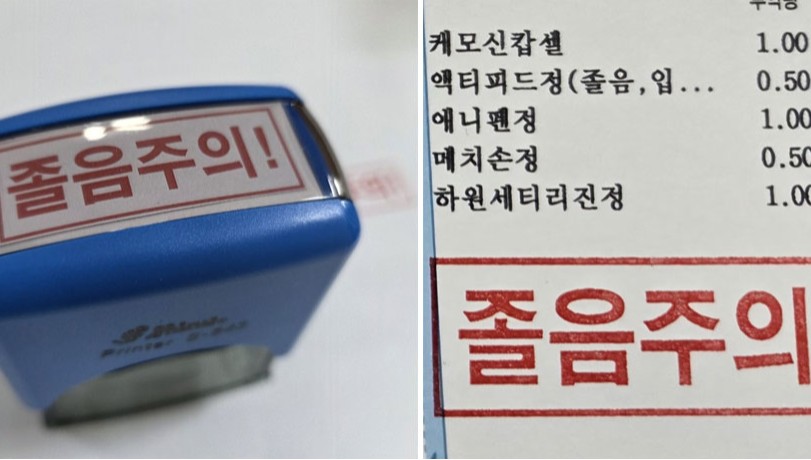 졸음주의!
Printer
케모신캅셀 1.00
액티피드정(졸음,입... 0.50
애니펜정 1.00
메치손정 0.50
하원세티리진정 1.00
졸음주의